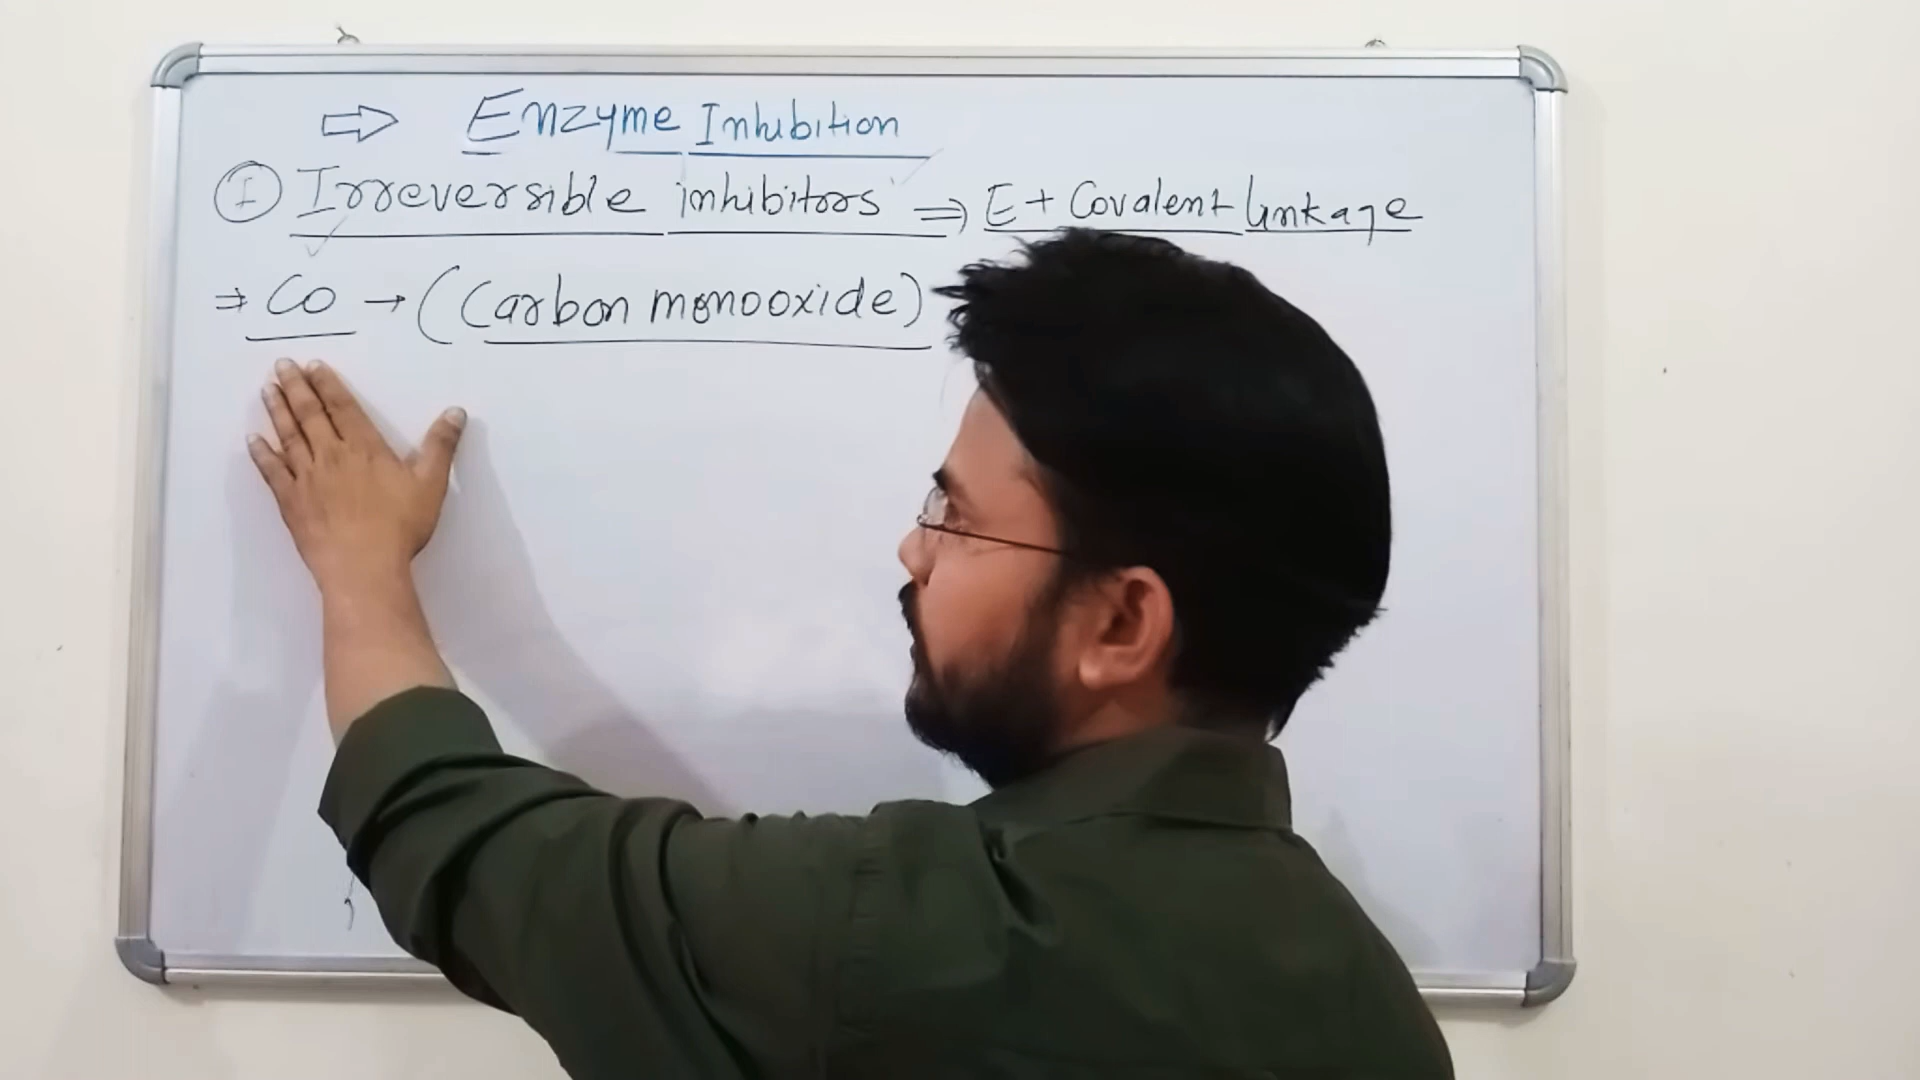 ⇒ Enzyme Inhibition
① Irreversible inhibitors ⇒ E + Covalent linkage
⇒ CO → (Carbon monooxide)